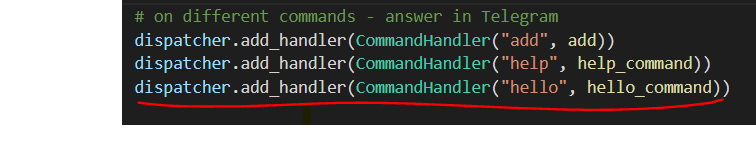 # on different commands - answer in Telegram
dispatcher.add_handler(CommandHandler("add", add))
dispatcher.add_handler(CommandHandler("help", help_command))
dispatcher.add_handler(CommandHandler("hello", hello_command))